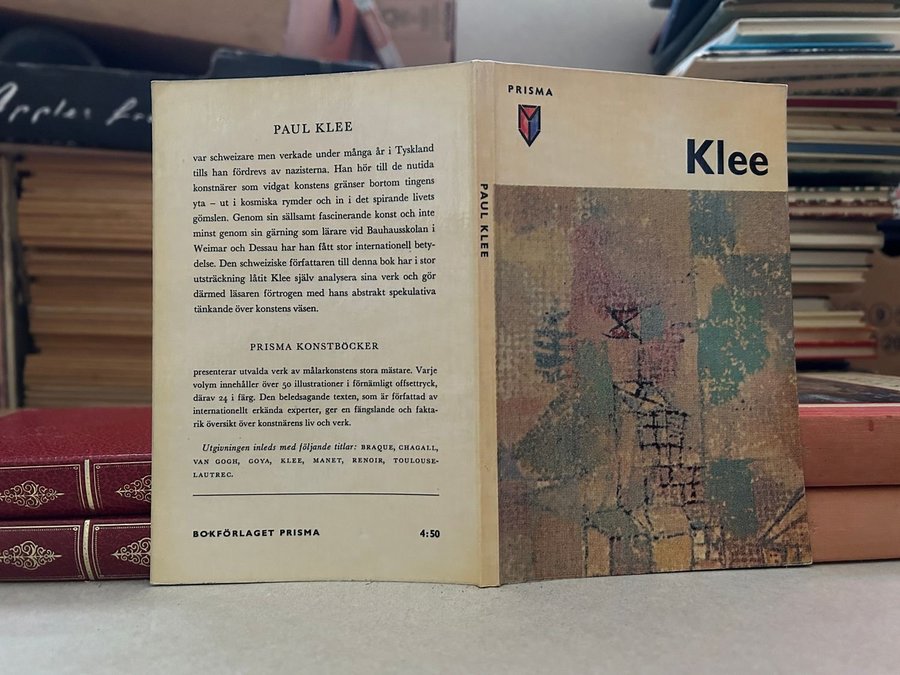 Apples
PAUL KLEE
var schweizare men verkade under många år i Tyskland
tills han fördrevs av nazisterna. Han hör till de nutida
konstnärer som vidgat konstens gränser bortom tingens
yta – ut i kosmiska rymder och in i det spirande livets
gömslen. Genom sin sällsamt fascinerande konst och inte
minst genom sin gärning som lärare vid Bauhausskolan i
Weimar och Dessau har han fått stor internationell bety-
delse. Den schweiziske författaren till denna bok har i stor
utsträckning låtit Klee själv analysera sina verk och gör
därmed läsaren förtrogen med hans abstrakt spekulativa
tänkande över konstens väsen.
PRISMA KONSTBÖCKER
presenterar utvalda verk av målarkonstens stora mästare. Varje
volym innehåller över 50 illustrationer i förnämligt offsettryck,
därav 24 i färg. Den beledsagande texten, som är författad av
internationellt erkända experter, ger en fängslande och fakta-
rik översikt över konstnärens liv och verk.
Utgivningen inleds med följande titlar: BRAQUE, CHAGALL,
VAN GOGH, GOYA, KLEE, MANET, RENOIR, TOULOUSE-
LAUTREC.
BOKFÖRLAGET PRISMA 4:50
PAUL KLEE
PRISMA
Klee